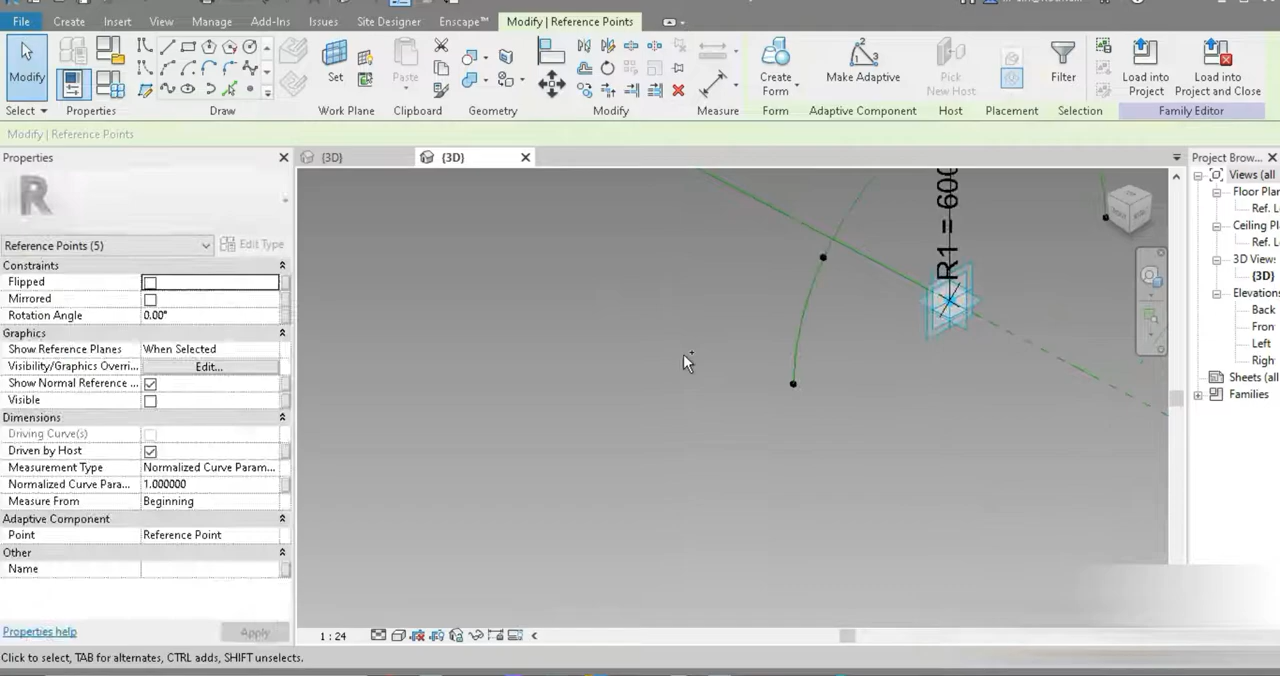 File Create Insert View Manage Add-Ins Issues Site Designer Enscape™ Modify | Reference Points
Modify
Set
Paste
Create Form
Make Adaptive
Pick New Host
Filter
Load into Project
Load into Project and Close
Select Properties Draw Work Plane Clipboard Geometry Modify Measure Form Adaptive Component Host Placement Selection Family Editor
Modify | Reference Points
Properties
{3D}
{3D}
Project Brow...
R
Reference Points (5)
Edit Type
Constraints
Flipped
Mirrored
Rotation Angle 0.00°
Graphics
Show Reference Planes When Selected
Visibility/Graphics Overri... Edit...
Show Normal Reference ...
Visible
Dimensions
Driving Curve(s)
Driven by Host
Measurement Type Normalized Curve Param...
Normalized Curve Para... 1.000000
Measure From Beginning
Adaptive Component
Point Reference Point
Other
Name
Properties help
Apply
R1 = 600
Views (all
Floor Plan
Ref. L
Ceiling Pl
Ref. L
3D View:
{3D}
Elevations
Back
Fron
Left
Righ
Sheets (all
Families
1 : 24
Click to select, TAB for alternates, CTRL adds, SHIFT unselects.